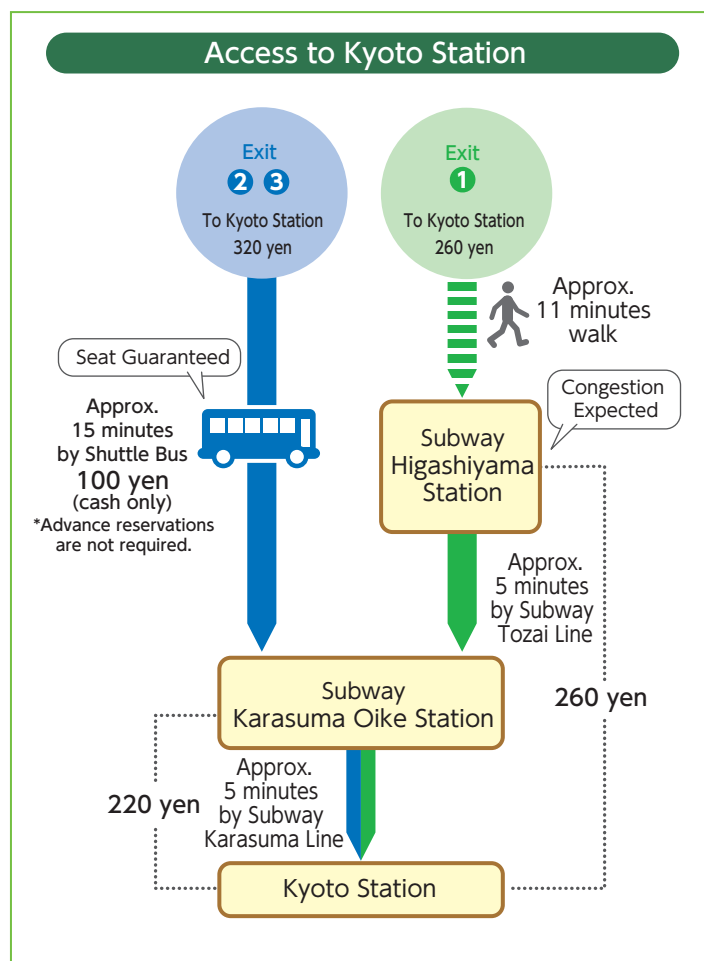 Access to Kyoto Station
Exit
2 3
To Kyoto Station
320 yen
Exit
1
To Kyoto Station
260 yen
Approx.
11 minutes
walk
Seat Guaranteed
Approx.
15 minutes
by Shuttle Bus
100 yen
(cash only)
*Advance reservations
are not required.
Congestion
Expected
Subway
Higashiyama
Station
Approx.
5 minutes
by Subway
Tozai Line
Subway
Karasuma Oike Station
260 yen
220 yen
Approx.
5 minutes
by Subway
Karasuma Line
Kyoto Station